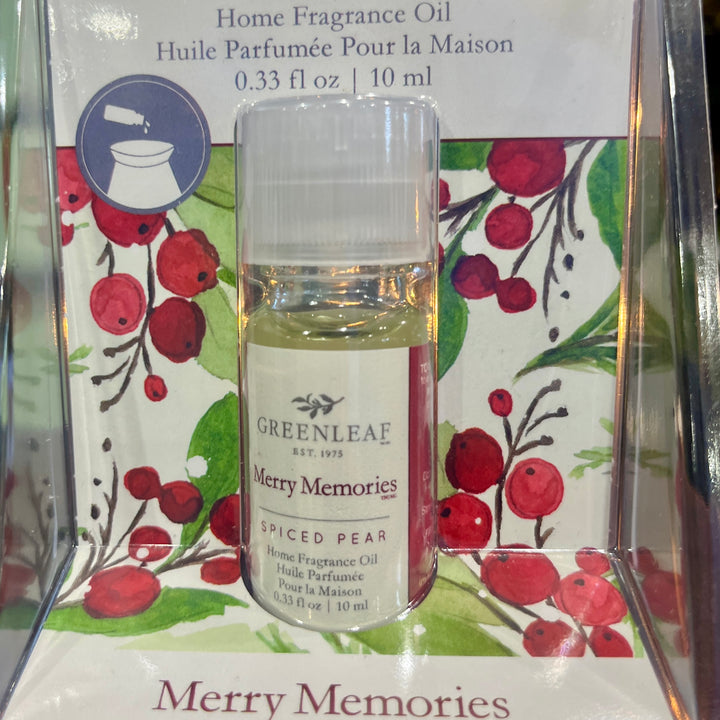 Home Fragrance Oil
Huile Parfumée Pour la Maison
0.33 fl oz | 10 ml
GREENLEAF
EST. 1975
Merry Memories
SPICED PEAR
Home Fragrance Oil
Huile Parfumée
Pour la Maison
0.33 fl oz | 10 ml
Merry Memories